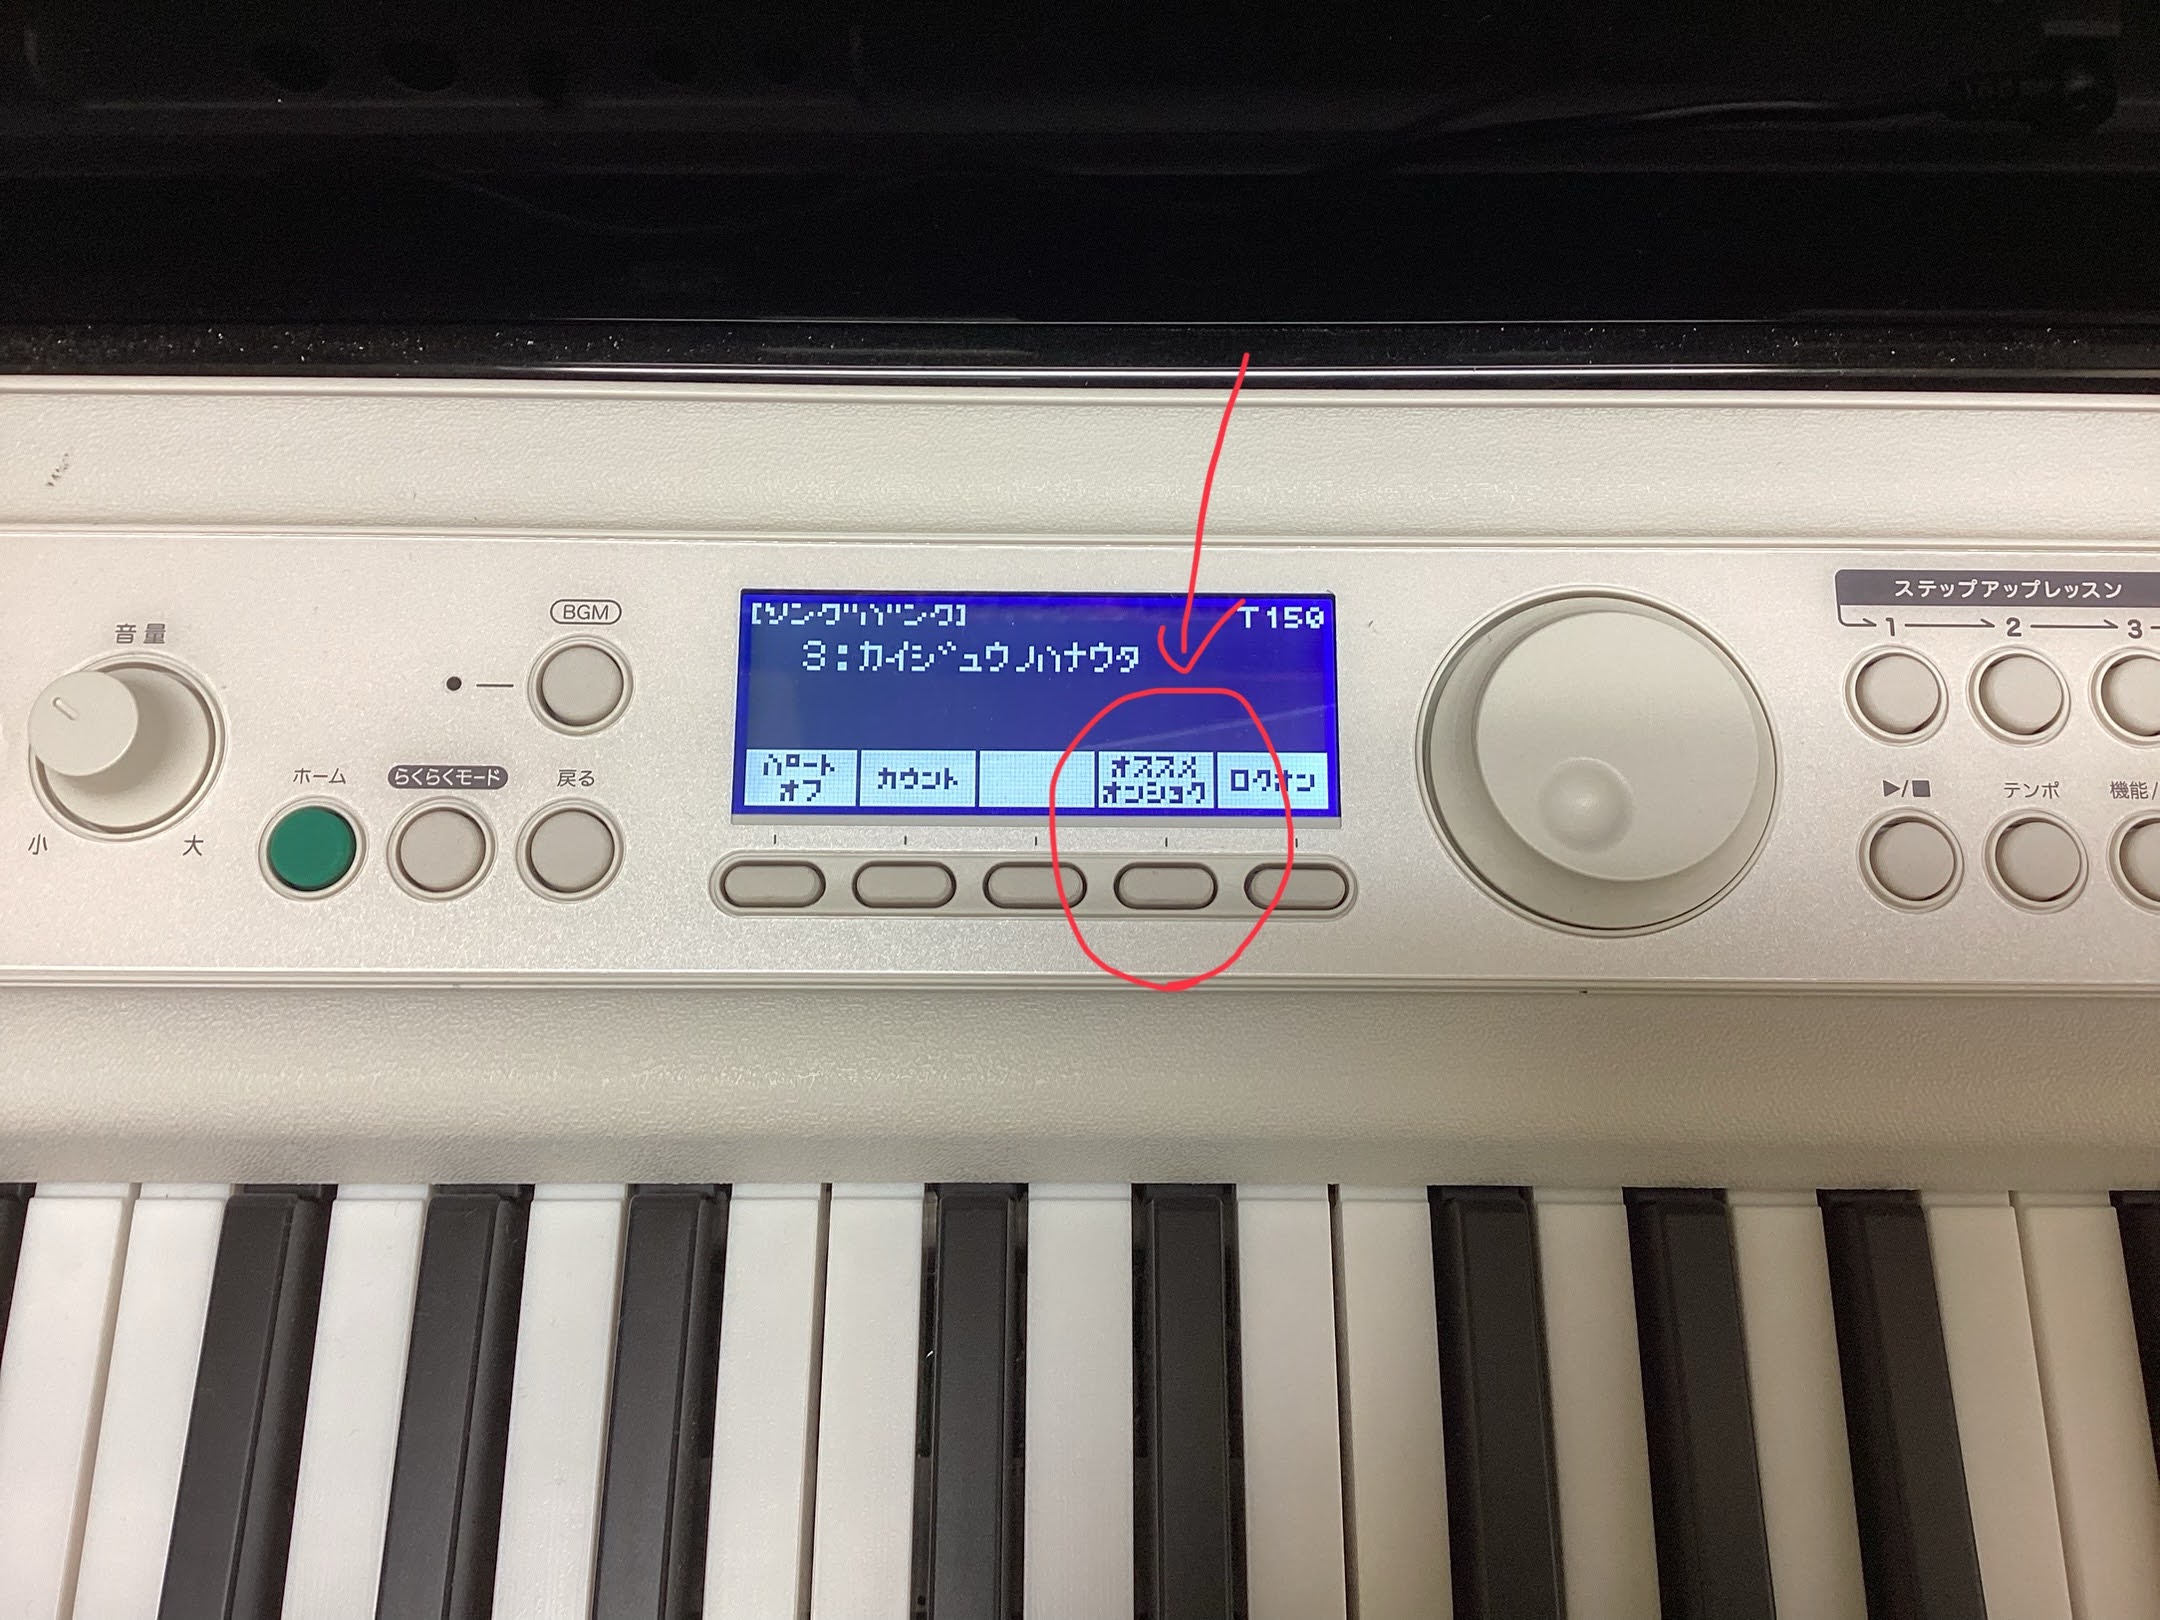 ステップアップレッスン
1 2 3
BGM
音量
小 大
ホーム らくらくモード 戻る
[ソングバンク] T150
3:カイジュウノハナウタ
パート
オフ
カウント
オススメ
オンショク
ロクオン
▶/■ テンポ 機能/